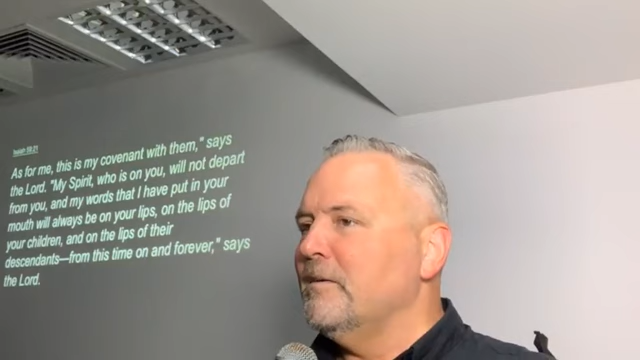 Isaiah 59:21
As for me, this is my covenant with them," says
the Lord. "My Spirit, who is on you, will not depart
from you, and my words that I have put in your
mouth will always be on your lips, on the lips of
your children, and on the lips of their
descendants—from this time on and forever," says
the Lord.